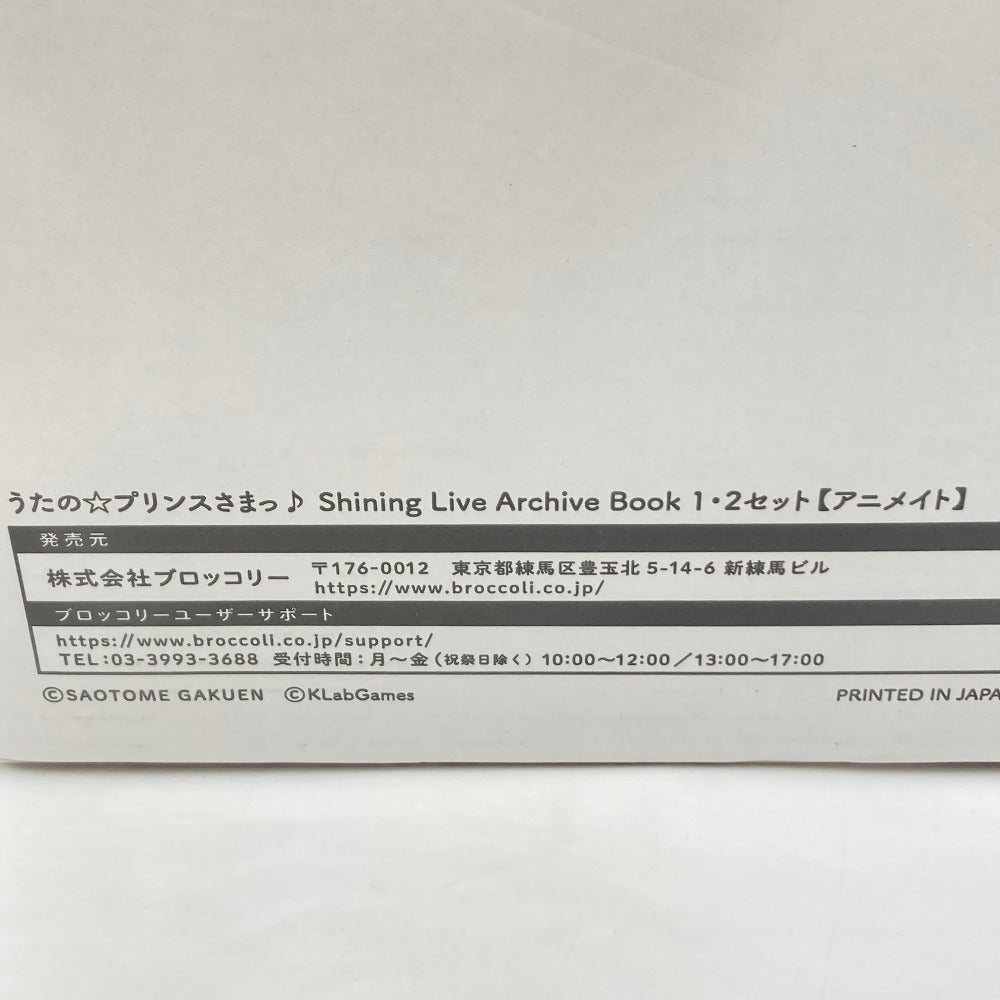 うたの☆プリンスさまっ♪ Shining Live Archive Book 1・2セット【アニメイト】
発売元
株式会社ブロッコリー 〒176-0012 東京都練馬区豊玉北 5-14-6 新練馬ビル
https://www.broccoli.co.jp/
ブロッコリーユーザーサポート
https://www.broccoli.co.jp/support/
TEL:03-3993-3688 受付時間:月～金(祝祭日除く) 10:00～12:00／13:00～17:00
©SAOTOME GAKUEN ©KLabGames PRINTED IN JAPA